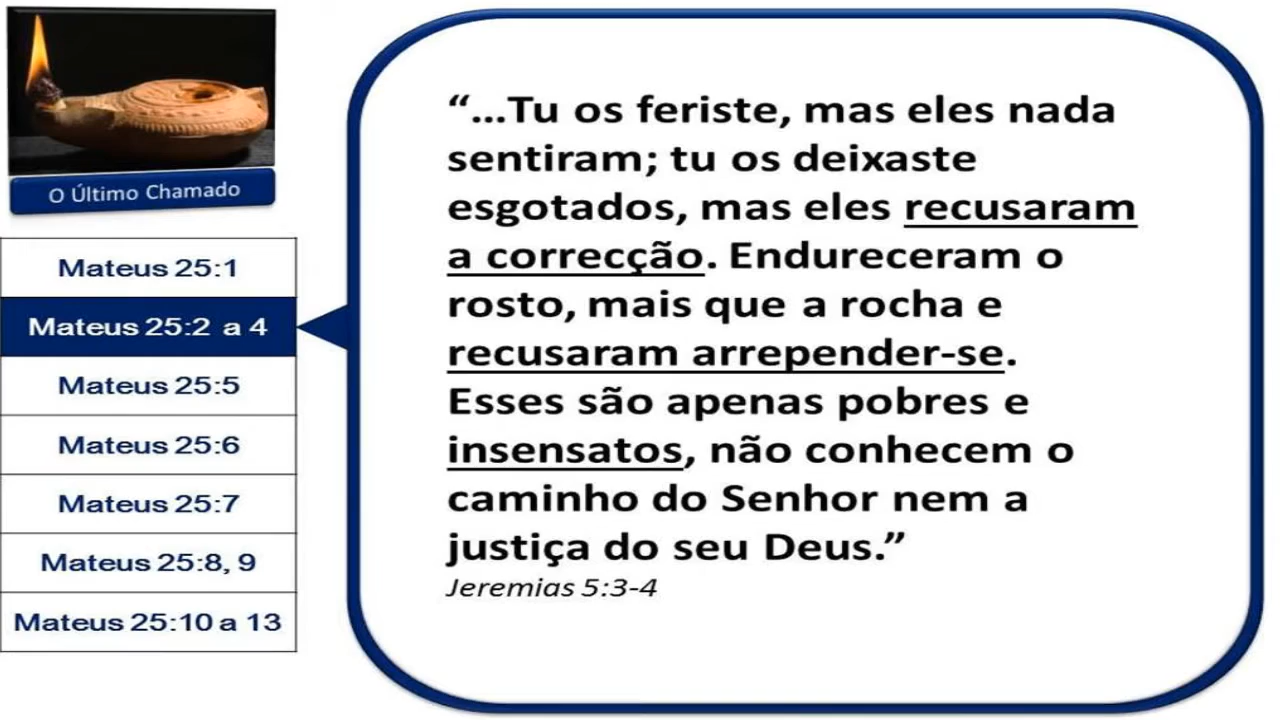 O Último Chamado
Mateus 25:1
Mateus 25:2 a 4
Mateus 25:5
Mateus 25:6
Mateus 25:7
Mateus 25:8, 9
Mateus 25:10 a 13
“...Tu os feriste, mas eles nada
sentiram; tu os deixaste
esgotados, mas eles recusaram
a correcção. Endureceram o
rosto, mais que a rocha e
recusaram arrepender-se.
Esses são apenas pobres e
insensatos, não conhecem o
caminho do Senhor nem a
justiça do seu Deus.”
Jeremias 5:3-4